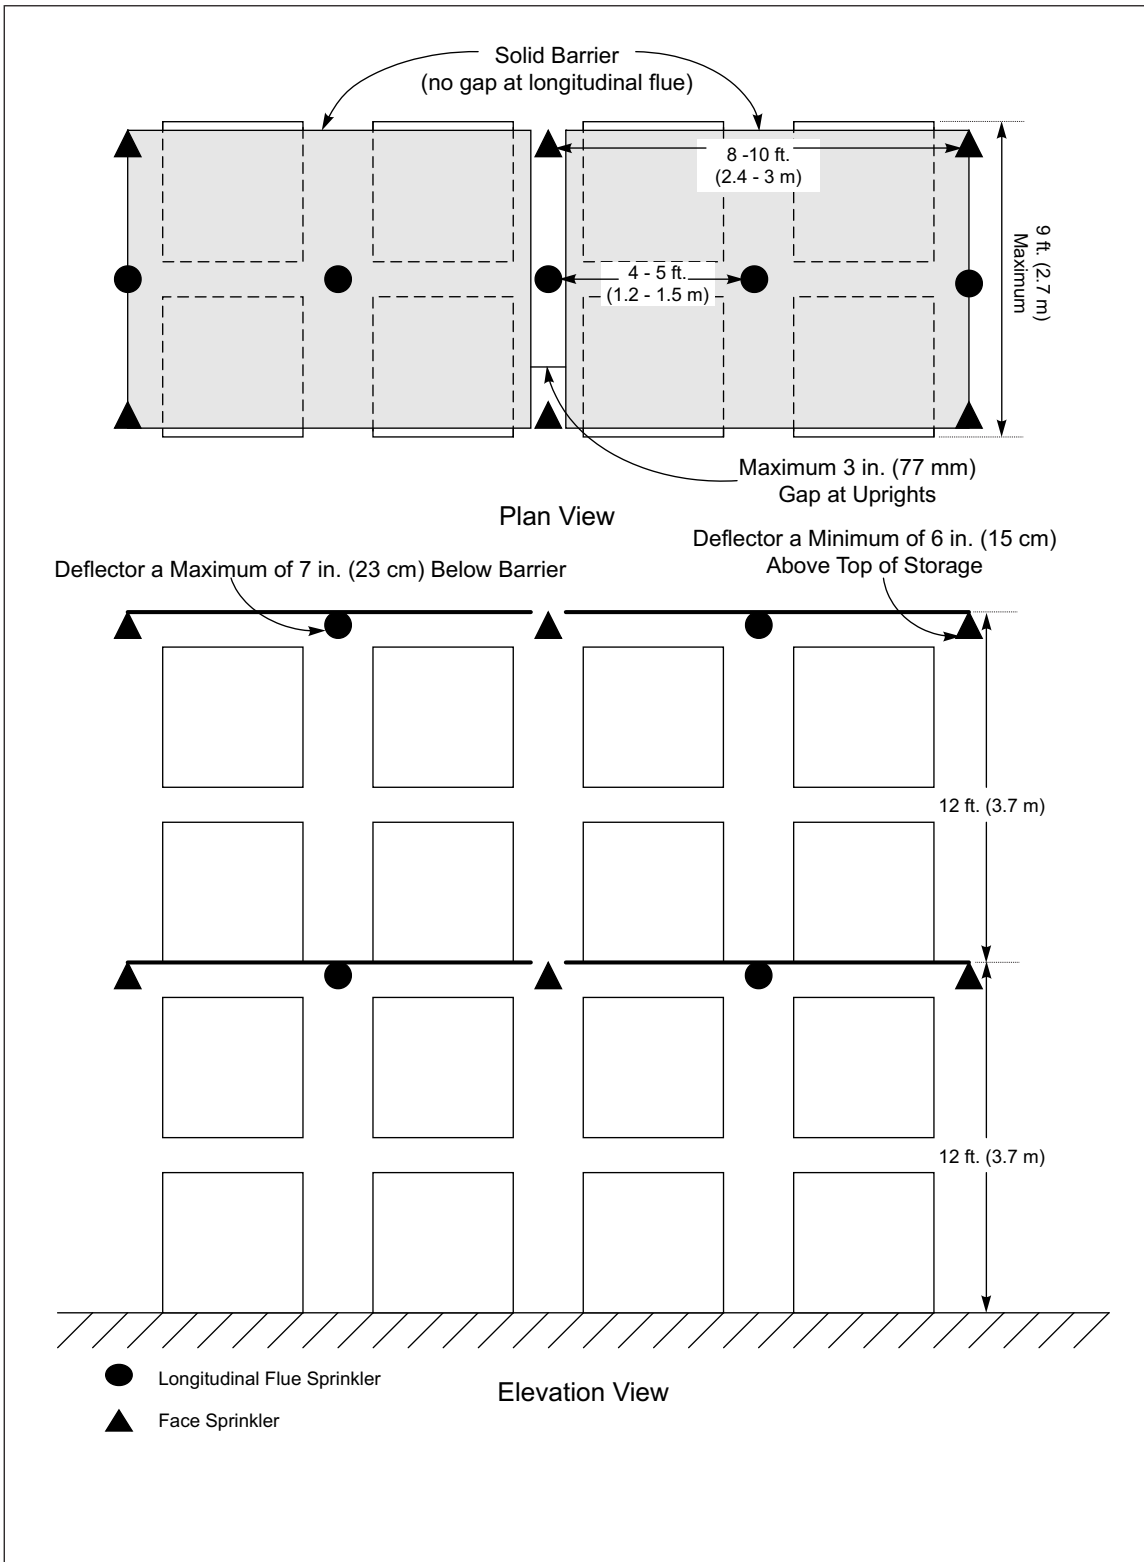 Solid Barrier
(no gap at longitudinal flue)
8 -10 ft.
(2.4 - 3 m)
4 - 5 ft.
(1.2 - 1.5 m)
9 ft. (2.7 m)
Maximum
Maximum 3 in. (77 mm)
Gap at Uprights
Plan View
Deflector a Minimum of 6 in. (15 cm)
Above Top of Storage
Deflector a Maximum of 7 in. (23 cm) Below Barrier
12 ft. (3.7 m)
12 ft. (3.7 m)
Longitudinal Flue Sprinkler
Elevation View
Face Sprinkler